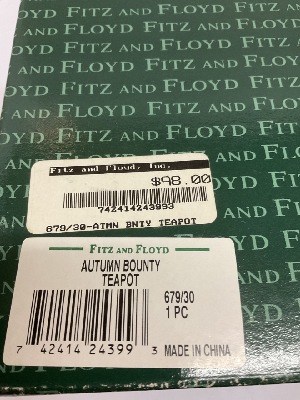 FITZ AND FLOYD
FITZ AND FLOYD
FITZ AND FLOYD
FITZ AND FLOYD
FITZ AND FLOYD
FITZ AND FLOYD
FITZ AND FLOYD
Fitz and Floyd, Inc.
$98.00
742414243993
679/30-ATMN BNTY TEAPOT
FITZ AND FLOYD
AUTUMN BOUNTY
TEAPOT
679/30
1 PC
7 42414 24399 3
MADE IN CHINA